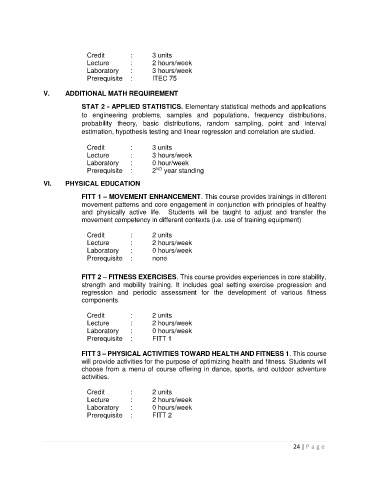 Credit : 3 units
Lecture : 2 hours/week
Laboratory : 3 hours/week
Prerequisite : ITEC 75
V. ADDITIONAL MATH REQUIREMENT
STAT 2 - APPLIED STATISTICS. Elementary statistical methods and applications
to engineering problems, samples and populations, frequency distributions,
probability theory, basic distributions, random sampling, point and interval
estimation, hypothesis testing and linear regression and correlation are studied.
Credit : 3 units
Lecture : 3 hours/week
Laboratory : 0 hour/week
Prerequisite : 2ND year standing
VI. PHYSICAL EDUCATION
FITT 1 – MOVEMENT ENHANCEMENT. This course provides trainings in different
movement patterns and core engagement in conjunction with principles of healthy
and physically active life. Students will be taught to adjust and transfer the
movement competency in different contexts (i.e. use of training equipment)
Credit : 2 units
Lecture : 2 hours/week
Laboratory : 0 hours/week
Prerequisite : none
FITT 2 – FITNESS EXERCISES. This course provides experiences in core stability,
strength and mobility training. It includes goal setting exercise progression and
regression and periodic assessment for the development of various fitness
components.
Credit : 2 units
Lecture : 2 hours/week
Laboratory : 0 hours/week
Prerequisite : FITT 1
FITT 3 – PHYSICAL ACTIVITIES TOWARD HEALTH AND FITNESS 1. This course
will provide activities for the purpose of optimizing health and fitness. Students will
choose from a menu of course offering in dance, sports, and outdoor adventure
activities.
Credit : 2 units
Lecture : 2 hours/week
Laboratory : 0 hours/week
Prerequisite : FITT 2
24 | Page